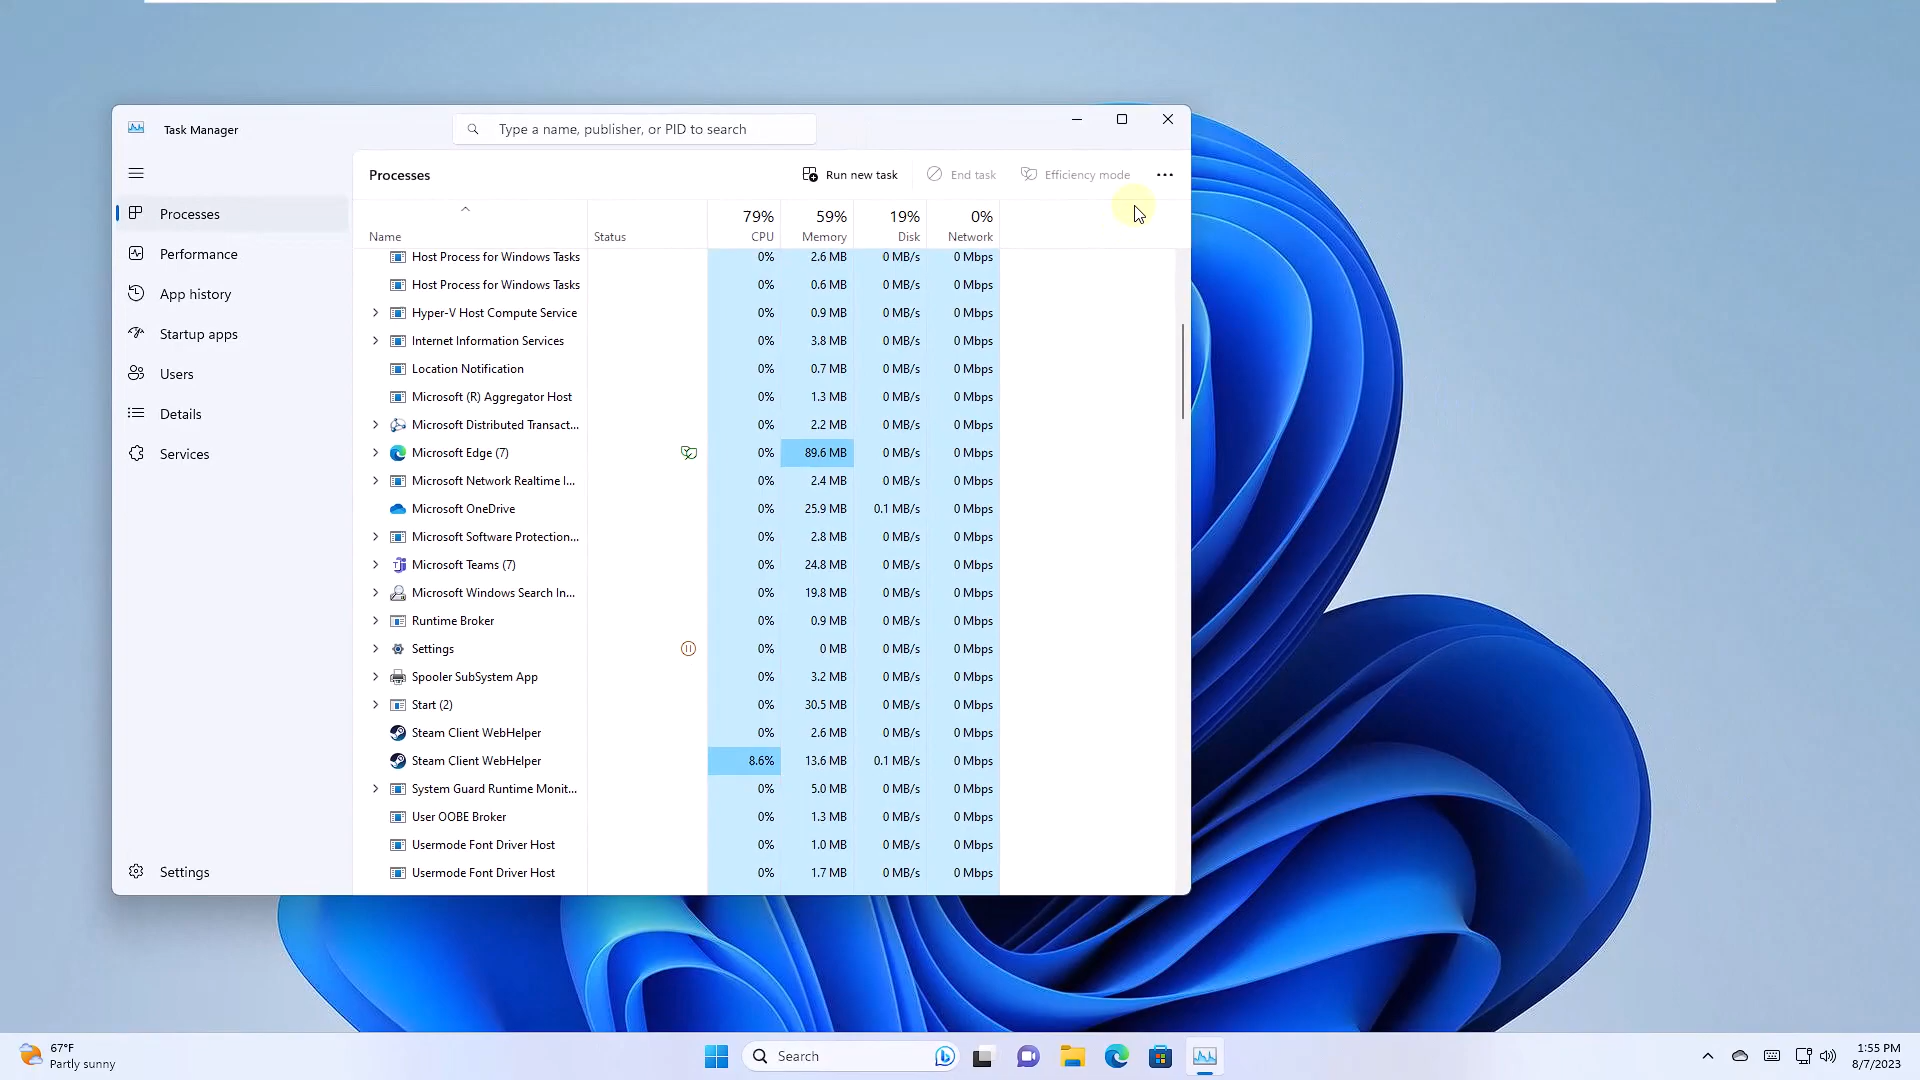 Task Manager
Type a name, publisher, or PID to search
Processes
Run new task
End task
Efficiency mode
Processes
Performance
App history
Startup apps
Users
Details
Services
Settings
79% 59% 19% 0%
Name Status CPU Memory Disk Network
Host Process for Windows Tasks 0% 2.6 MB 0 MB/s 0 Mbps
Host Process for Windows Tasks 0% 0.6 MB 0 MB/s 0 Mbps
Hyper-V Host Compute Service 0% 0.9 MB 0 MB/s 0 Mbps
Internet Information Services 0% 3.8 MB 0 MB/s 0 Mbps
Location Notification 0% 0.7 MB 0 MB/s 0 Mbps
Microsoft (R) Aggregator Host 0% 1.3 MB 0 MB/s 0 Mbps
Microsoft Distributed Transact... 0% 2.2 MB 0 MB/s 0 Mbps
Microsoft Edge (7) 0% 89.6 MB 0 MB/s 0 Mbps
Microsoft Network Realtime I... 0% 2.4 MB 0 MB/s 0 Mbps
Microsoft OneDrive 0% 25.9 MB 0.1 MB/s 0 Mbps
Microsoft Software Protection... 0% 2.8 MB 0 MB/s 0 Mbps
Microsoft Teams (7) 0% 24.8 MB 0 MB/s 0 Mbps
Microsoft Windows Search In... 0% 19.8 MB 0 MB/s 0 Mbps
Runtime Broker 0% 0.9 MB 0 MB/s 0 Mbps
Settings 0% 0 MB 0 MB/s 0 Mbps
Spooler SubSystem App 0% 3.2 MB 0 MB/s 0 Mbps
Start (2) 0% 30.5 MB 0 MB/s 0 Mbps
Steam Client WebHelper 0% 2.6 MB 0 MB/s 0 Mbps
Steam Client WebHelper 8.6% 13.6 MB 0.1 MB/s 0 Mbps
System Guard Runtime Monit... 0% 5.0 MB 0 MB/s 0 Mbps
User OOBE Broker 0% 1.3 MB 0 MB/s 0 Mbps
Usermode Font Driver Host 0% 1.0 MB 0 MB/s 0 Mbps
Usermode Font Driver Host 0% 1.7 MB 0 MB/s 0 Mbps
67°F
Partly sunny
Search
1:55 PM
8/7/2023